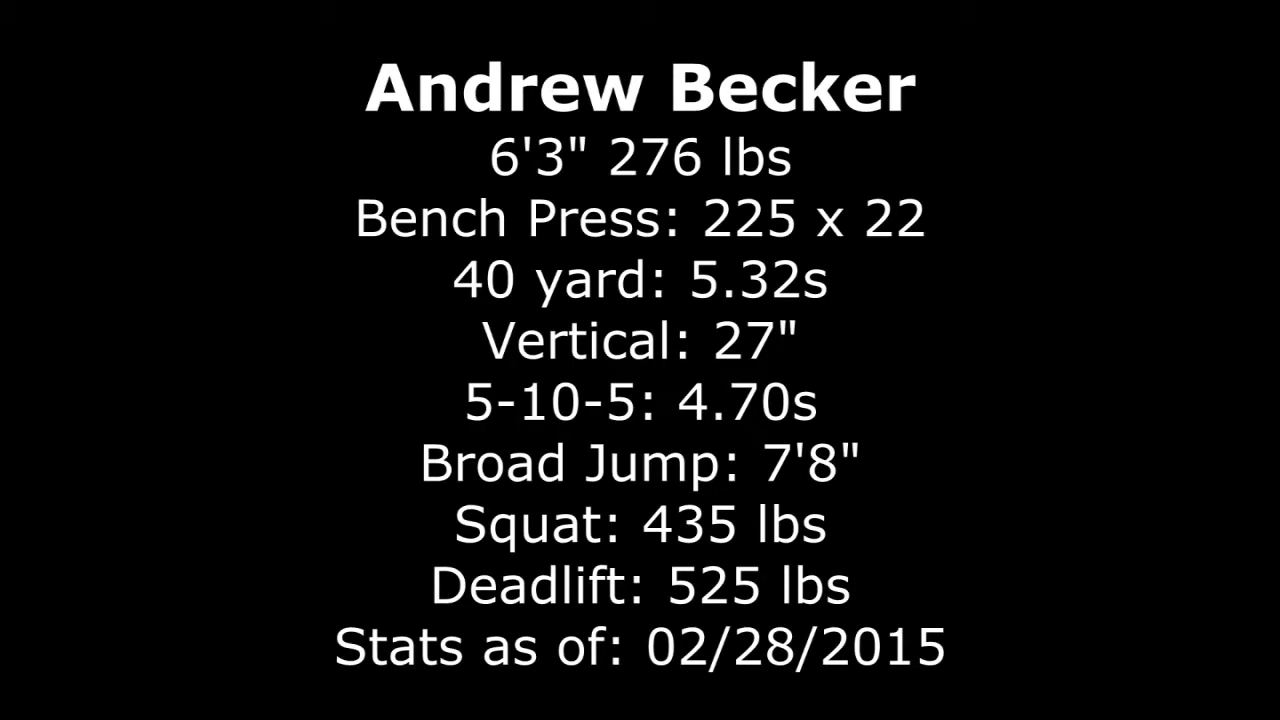 Andrew Becker
6'3" 276 lbs
Bench Press: 225 x 22
40 yard: 5.32s
Vertical: 27"
5-10-5: 4.70s
Broad Jump: 7'8"
Squat: 435 lbs
Deadlift: 525 lbs
Stats as of: 02/28/2015